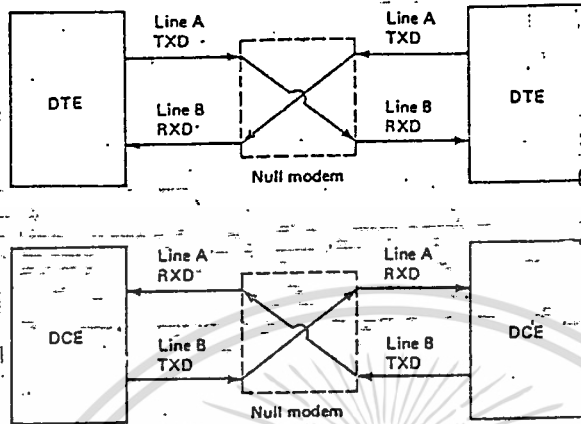 Line A
TXD
Line A
TXD
DTE
DTE
Line B
RXD
Line B
RXD
Null modem
Line A
RXD
Line A
RXD
DCE
DCE
Line B
TXD
Line B
TXD
Null modem